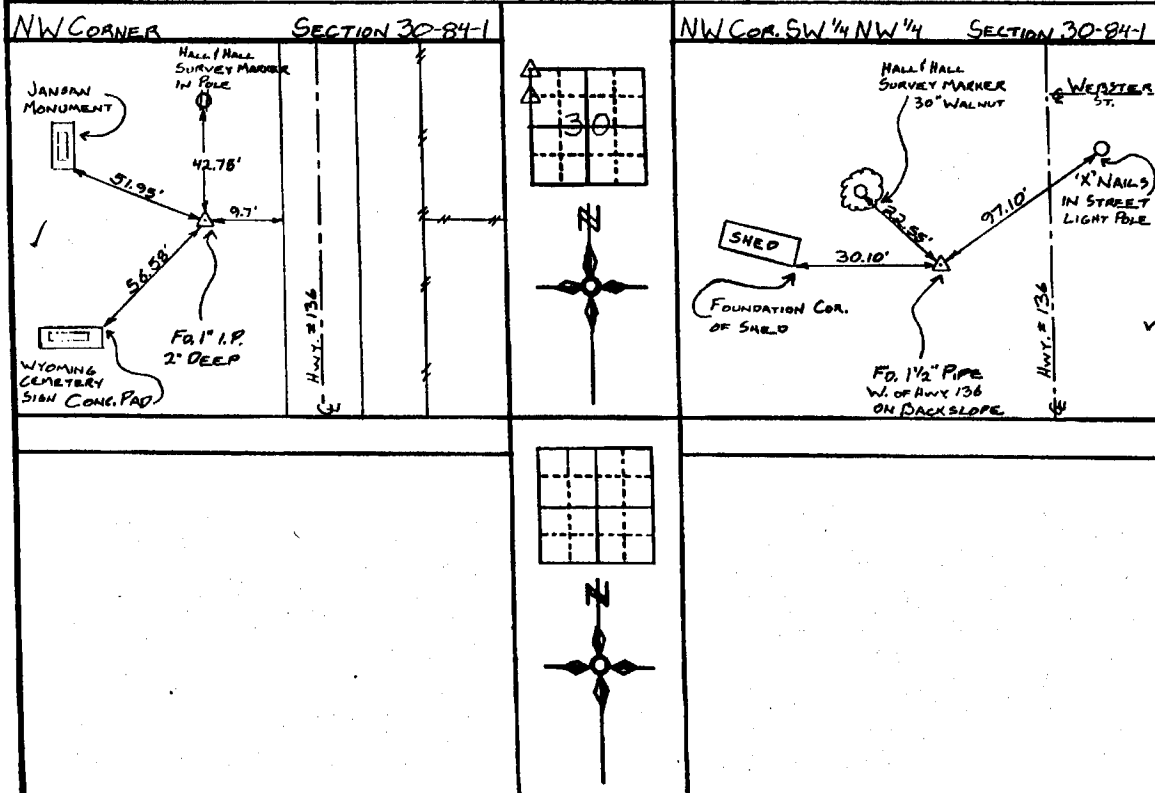 NW CORNER SECTION 30-84-1
HALL & HALL
SURVEY MARKER
IN POLE
JANSAN
MONUMENT
42.78'
51.95'
9.7'
56.58'
FD. 1" I.P.
2" DEEP
WYOMING
CEMETERY
SIGN CONC. PAD.
HWY. # 136
℄
30
N
NW COR. SW 1/4 NW 1/4 SECTION 30-84-1
HALL & HALL
SURVEY MARKER
30" WALNUT
WEBSTER
ST.
'X' NAILS
IN STREET
LIGHT POLE
97.10'
22.55'
SHED
30.10'
FOUNDATION COR.
OF SHED
FD. 1 1/2" PIPE
W. OF HWY 136
ON BACKSLOPE
HWY. # 136
℄
N